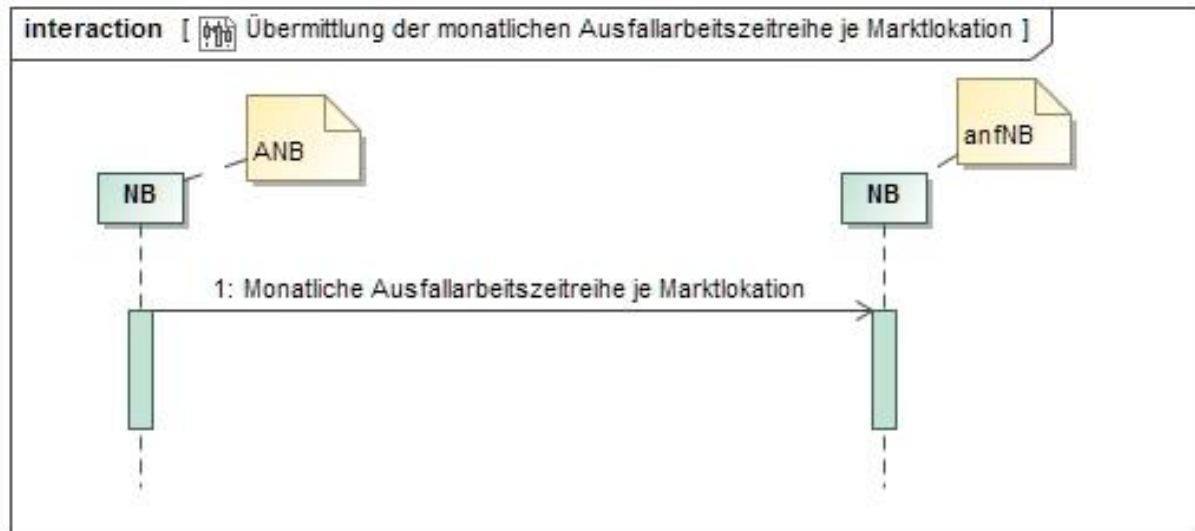 interaction [ Übermittlung der monatlichen Ausfallarbeitszeitreihe je Marktlokation ]
ANB
anfNB
NB
NB
1: Monatliche Ausfallarbeitszeitreihe je Marktlokation